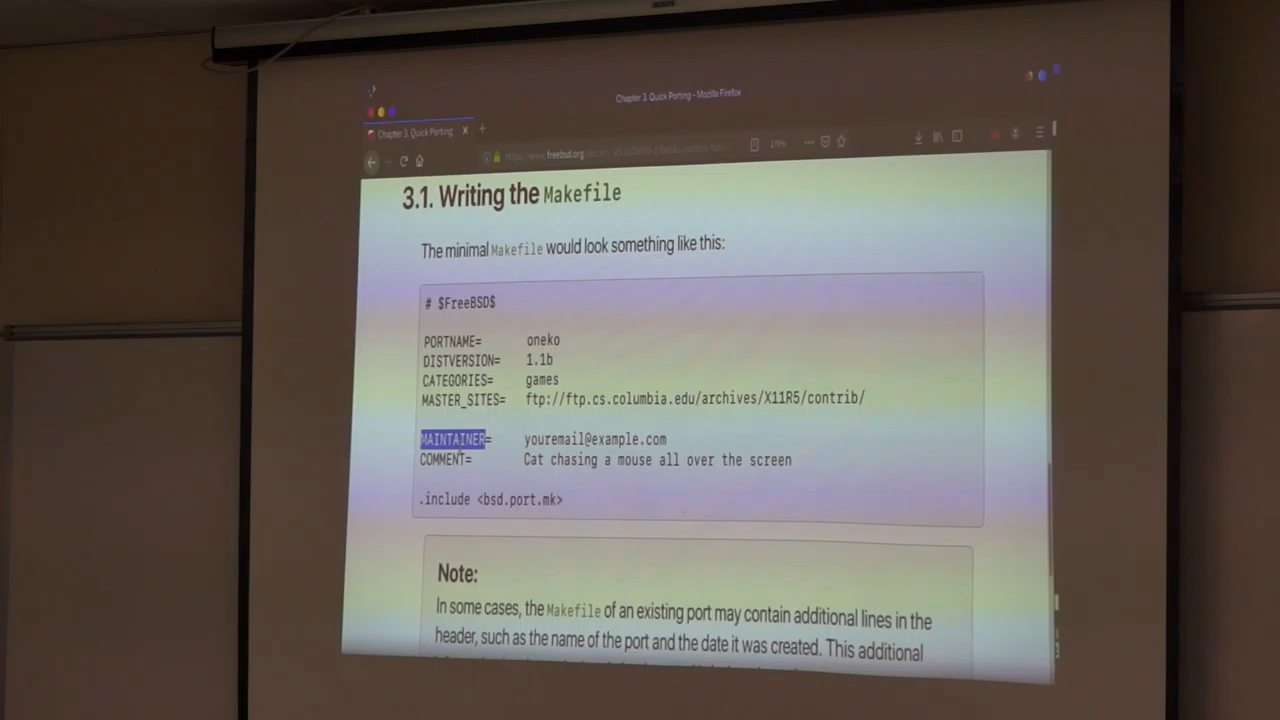 Chapter 3. Quick Porting - Mozilla Firefox
Chapter 3. Quick Porting
170%
3.1. Writing the Makefile
The minimal Makefile would look something like this:
# $FreeBSD$
PORTNAME= oneko
DISTVERSION= 1.1b
CATEGORIES= games
MASTER_SITES= ftp://ftp.cs.columbia.edu/archives/X11R5/contrib/
MAINTAINER= youremail@example.com
COMMENT= Cat chasing a mouse all over the screen
.include <bsd.port.mk>
Note:
In some cases, the Makefile of an existing port may contain additional lines in the
header, such as the name of the port and the date it was created. This additional